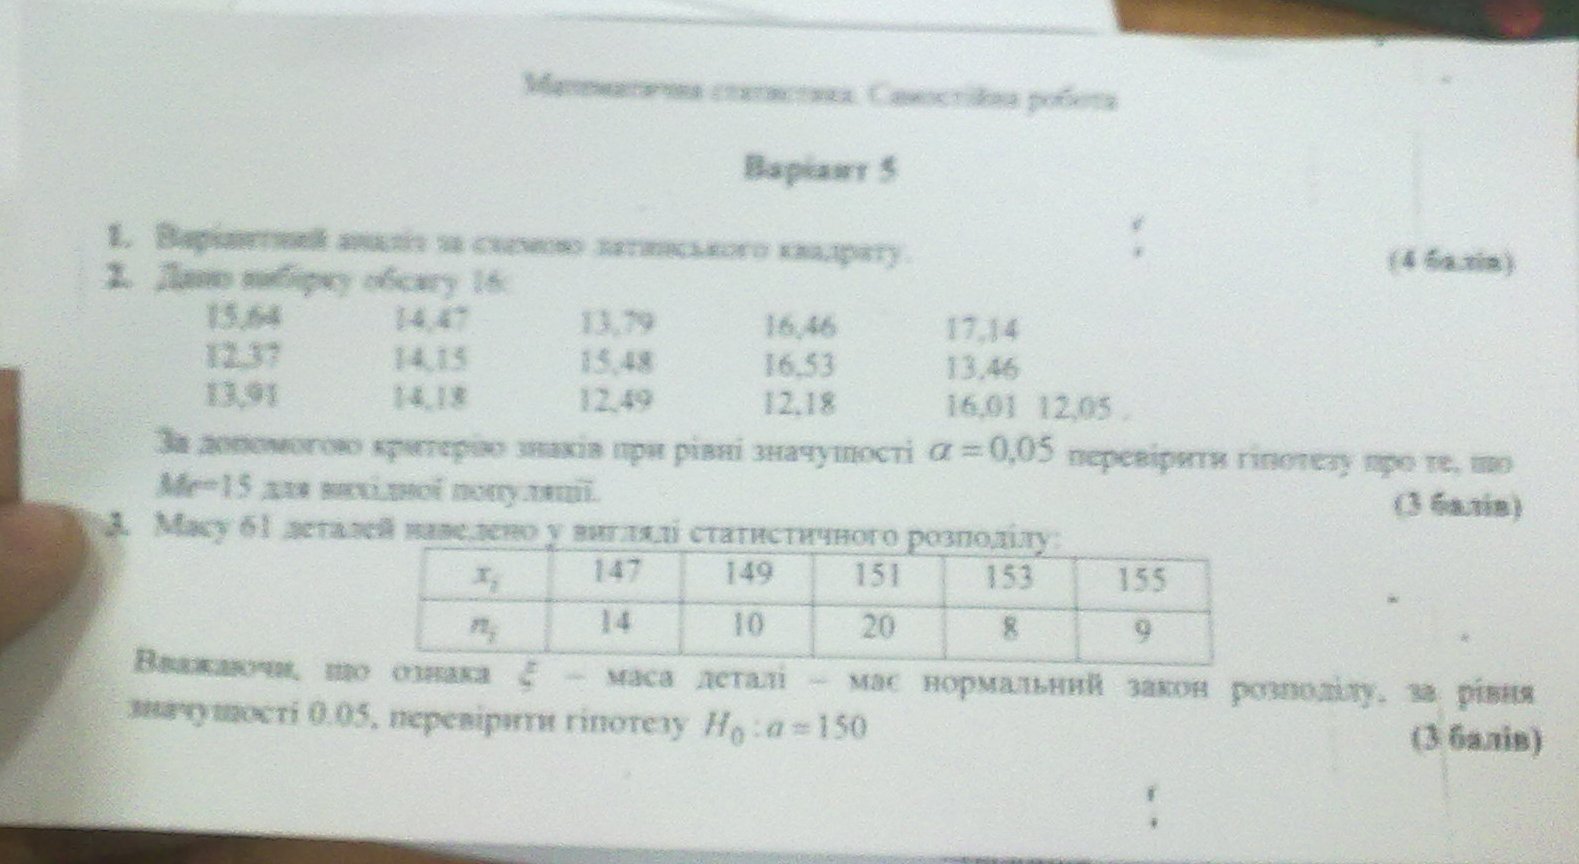 Математична статистика. Самостійна робота
Варіант 5
1. Варіантний аналіз за схемою латинського квадрату. (4 балів)
2. Дано вибірку обсягу 16:
15,64 14,47 13,79 16,46 17,14
12,37 14,15 15,48 16,53 13,46
13,91 14,18 12,49 12,18 16,01 12,05 .
За допомогою критерію знаків при рівні значущості α = 0,05 перевірити гіпотезу про те, що
Me=15 для вихідної популяції. (3 балів)
3. Масу 61 деталей наведено у вигляді статистичного розподілу:
xi 147 149 151 153 155
ni 14 10 20 8 9
Вважаючи, що ознака ξ – маса деталі – має нормальний закон розподілу, за рівня
значущості 0.05, перевірити гіпотезу H0 : a = 150 (3 балів)